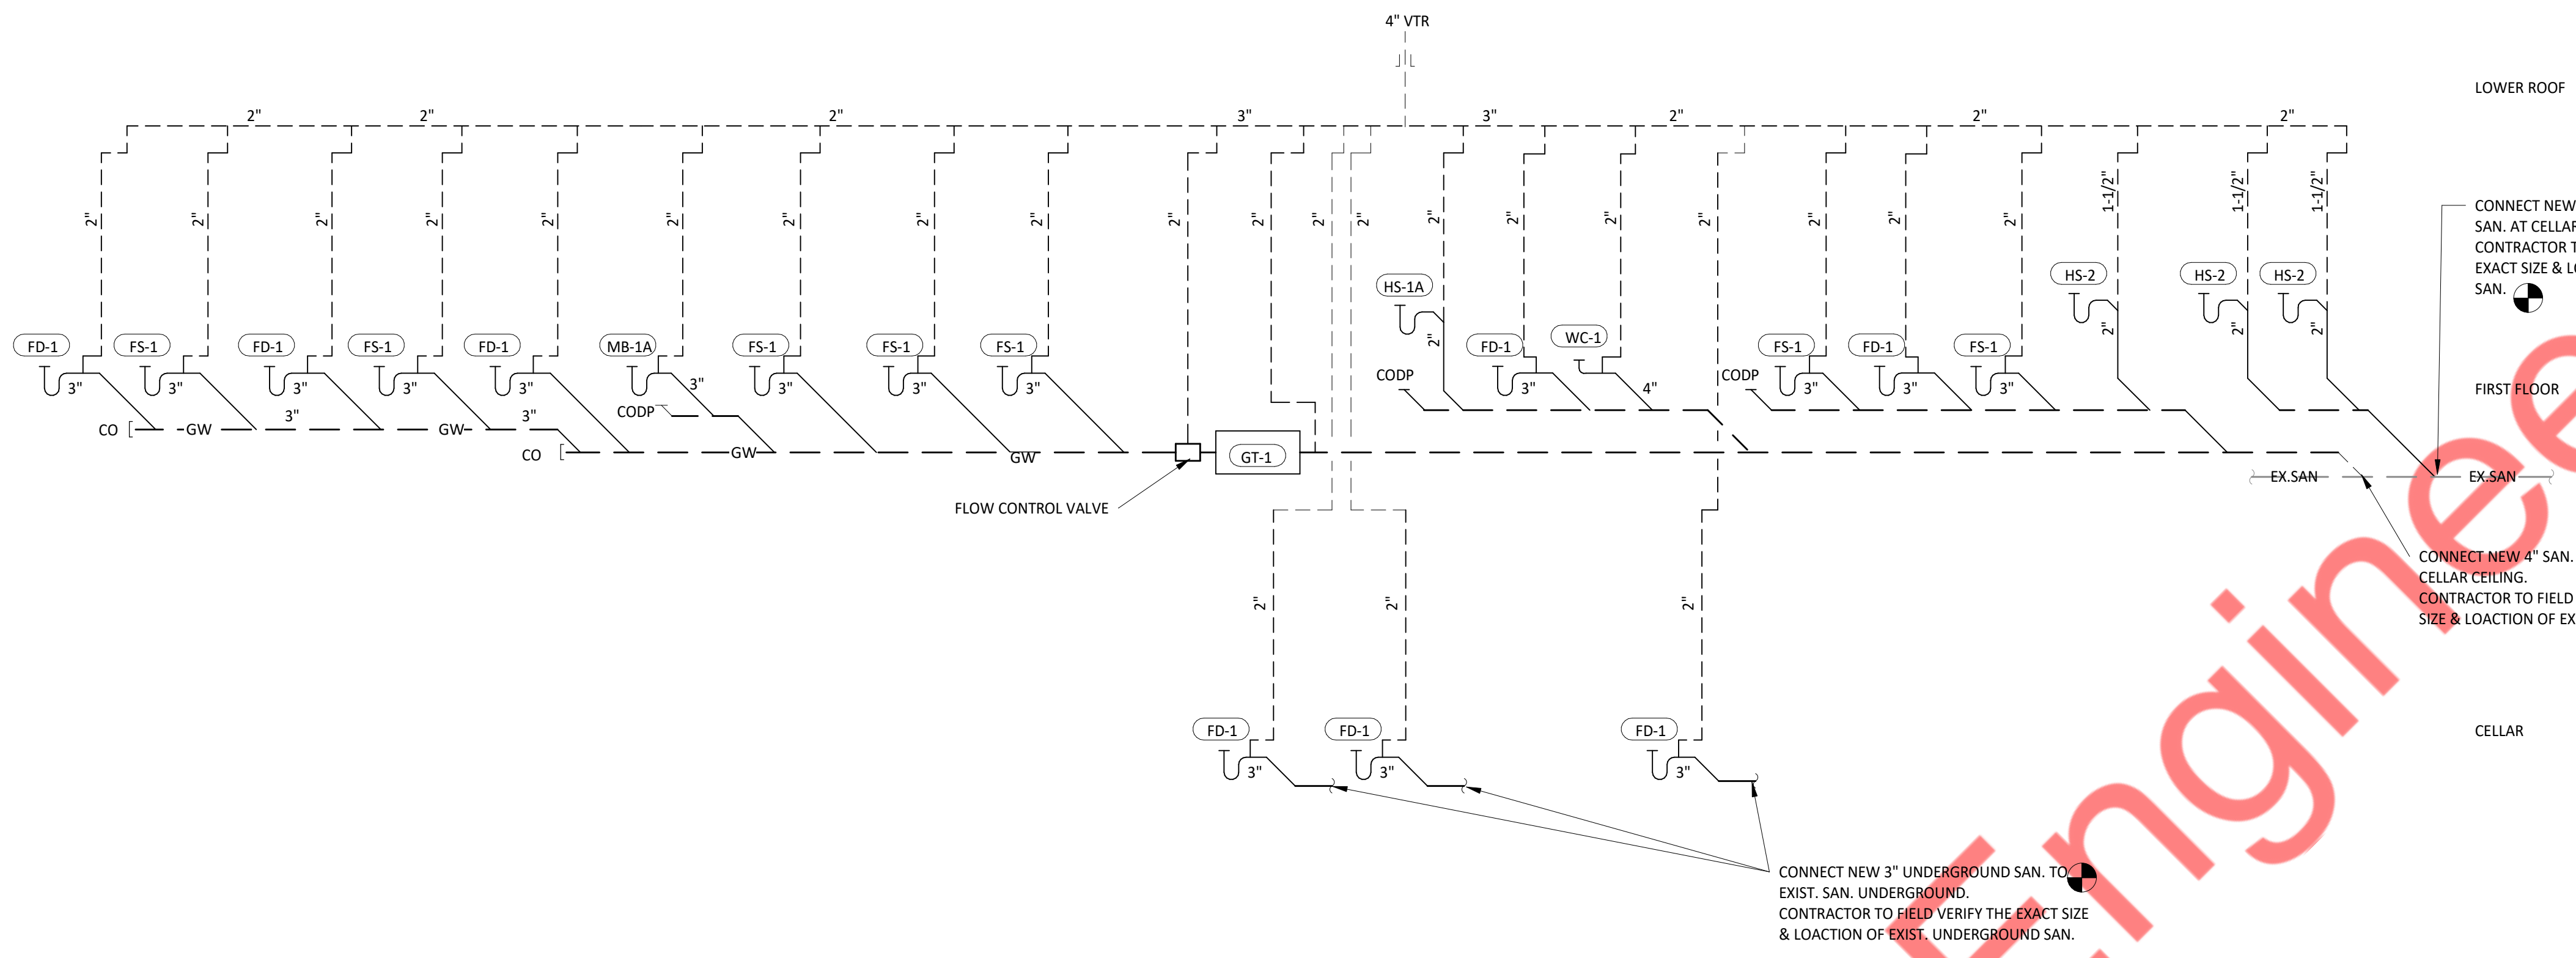 4" VTR
LOWER ROOF
2" 2" 2" 3" 3" 2" 2" 2"
1-1/2" 1-1/2" 1-1/2"
2" 2" 2" 2" 2" 2" 2" 2" 2" 2" 2" 2" 2" 2" 2" 2" 2" 2" 2" 2"
CONNECT NEW
SAN. AT CELLAR
CONTRACTOR T
EXACT SIZE & L
SAN.
HS-1A HS-2 HS-2 HS-2
2" 2" 2" 2"
FD-1 FS-1 FD-1 FS-1 FD-1 MB-1A FS-1 FS-1 FS-1 FD-1 WC-1 FS-1 FD-1 FS-1
CODP CODP
3" 3" 3" 3" 3" 3" 3" 3" 3" 3" 4" 3" 3" 3"
FIRST FLOOR
3" 3" CODP
CO GW GW
CO GW GW GT-1
EX.SAN EX.SAN
FLOW CONTROL VALVE
CONNECT NEW 4" SAN.
CELLAR CEILING.
CONTRACTOR TO FIELD
SIZE & LOACTION OF EX
2" 2" 2"
FD-1 FD-1 FD-1
CELLAR
3" 3" 3"
CONNECT NEW 3" UNDERGROUND SAN. TO
EXIST. SAN. UNDERGROUND.
CONTRACTOR TO FIELD VERIFY THE EXACT SIZE
& LOACTION OF EXIST. UNDERGROUND SAN.
Enginee